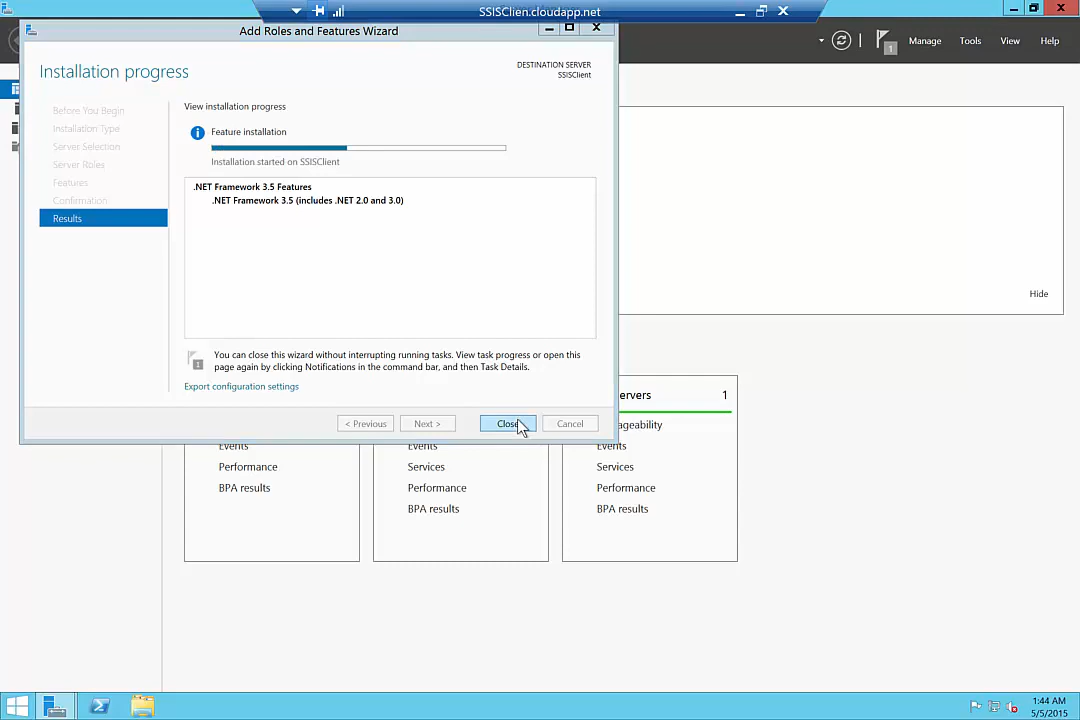 SSISClien.cloudapp.net
Add Roles and Features Wizard
1
Manage
Tools
View
Help
Installation progress
DESTINATION SERVER
SSISClient
Before You Begin
Installation Type
Server Selection
Server Roles
Features
Confirmation
Results
View installation progress
Feature installation
Installation started on SSISClient
.NET Framework 3.5 Features
.NET Framework 3.5 (includes .NET 2.0 and 3.0)
You can close this wizard without interrupting running tasks. View task progress or open this
page again by clicking Notifications in the command bar, and then Task Details.
Export configuration settings
< Previous
Next >
Close
Cancel
Hide
ervers
1
ageability
Events
Performance
BPA results
Events
Services
Performance
BPA results
Events
Services
Performance
BPA results
1:44 AM
5/5/2015